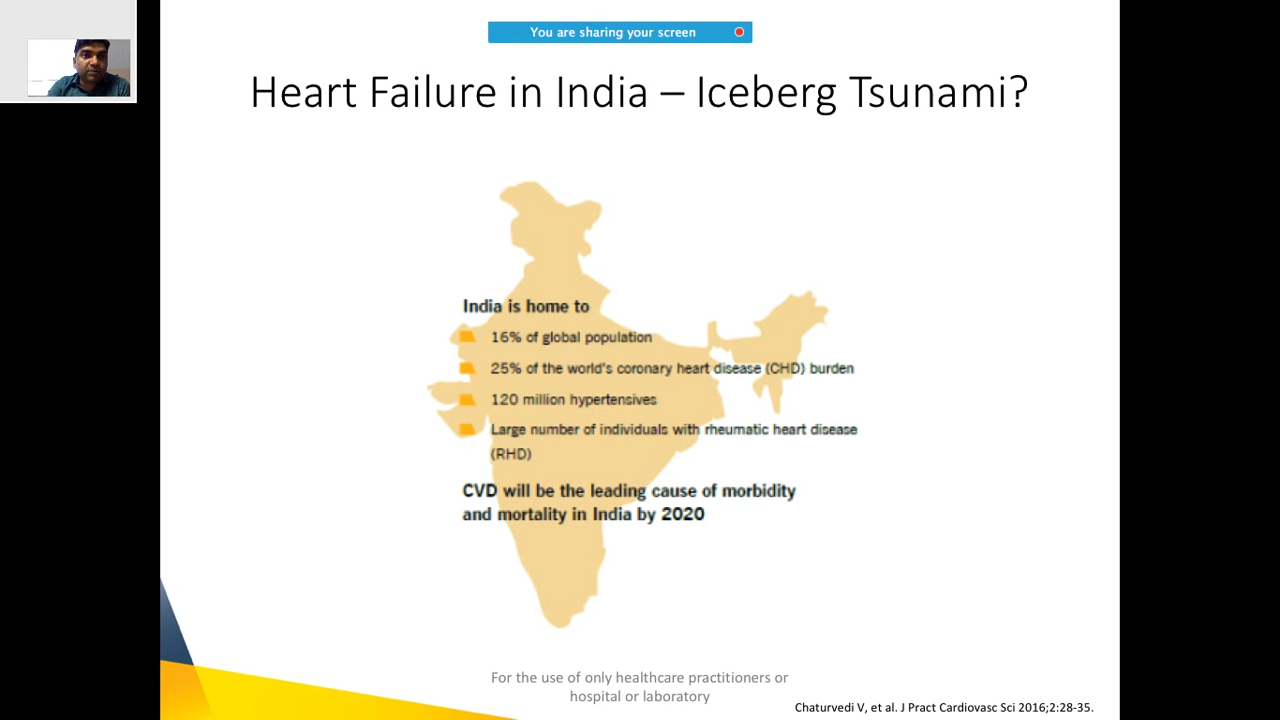 You are sharing your screen
Heart Failure in India – Iceberg Tsunami?
India is home to
16% of global population
25% of the world's coronary heart disease (CHD) burden
120 million hypertensives
Large number of individuals with rheumatic heart disease
(RHD)
CVD will be the leading cause of morbidity
and mortality in India by 2020
For the use of only healthcare practitioners or
hospital or laboratory
Chaturvedi V, et al. J Pract Cardiovasc Sci 2016;2:28-35.